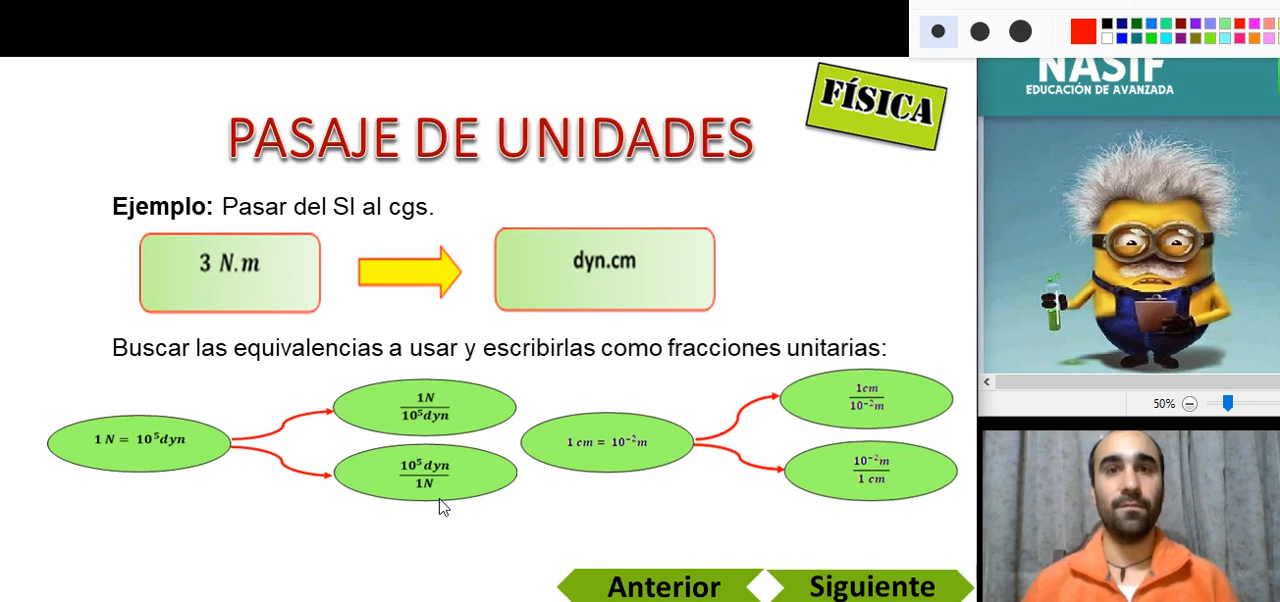 NASIF
EDUCACIÓN DE AVANZADA
FÍSICA
PASAJE DE UNIDADES
Ejemplo: Pasar del SI al cgs.
3 N.m
dyn.cm
Buscar las equivalencias a usar y escribirlas como fracciones unitarias:
1 N = 10⁵dyn
1N
10⁵dyn
10⁵dyn
1N
1 cm = 10⁻²m
1cm
10⁻²m
10⁻²m
1 cm
50%
Anterior
Siguiente